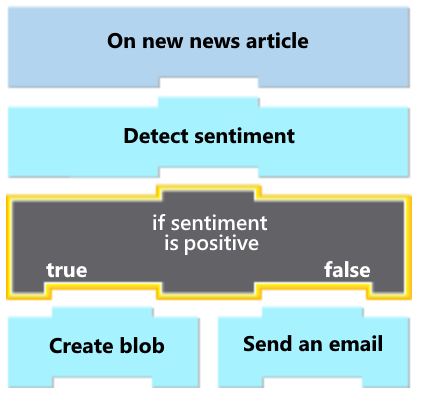 On new news article
Detect sentiment
if sentiment
is positive
true false
Create blob Send an email